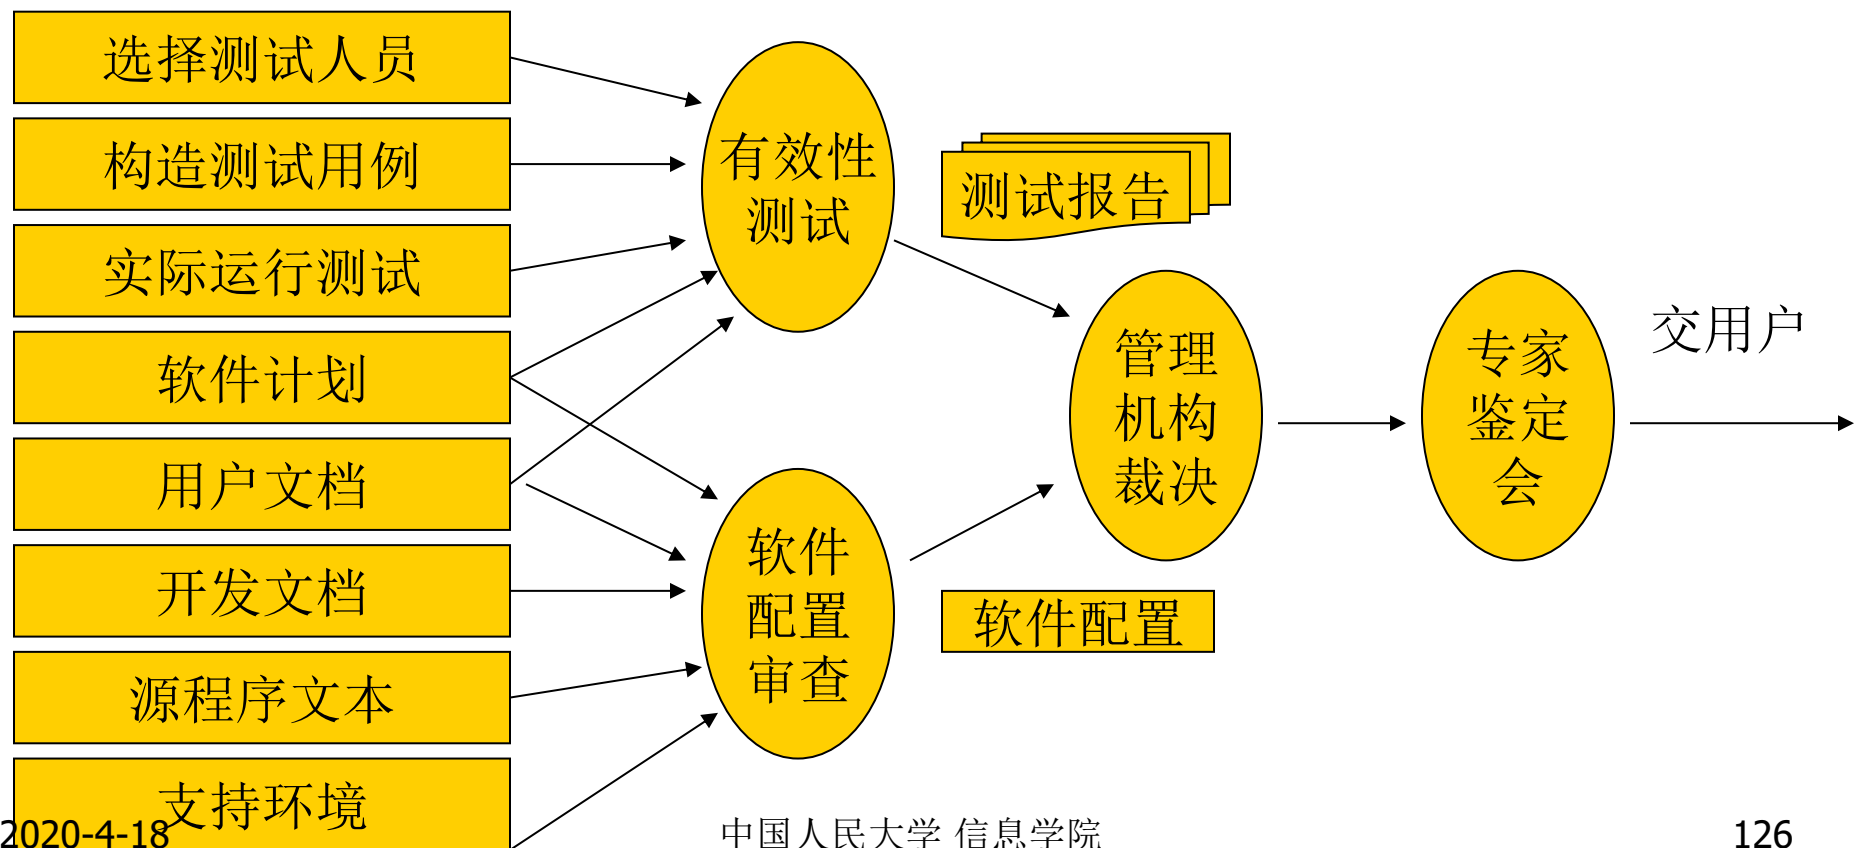 选择测试人员
构造测试用例
实际运行测试
软件计划
用户文档
开发文档
源程序文本
支持环境
有效性
测试
软件
配置
审查
测试报告
软件配置
管理
机构
裁决
专家
鉴定
会
交用户
2020-4-18
中国人民大学 信息学院
126